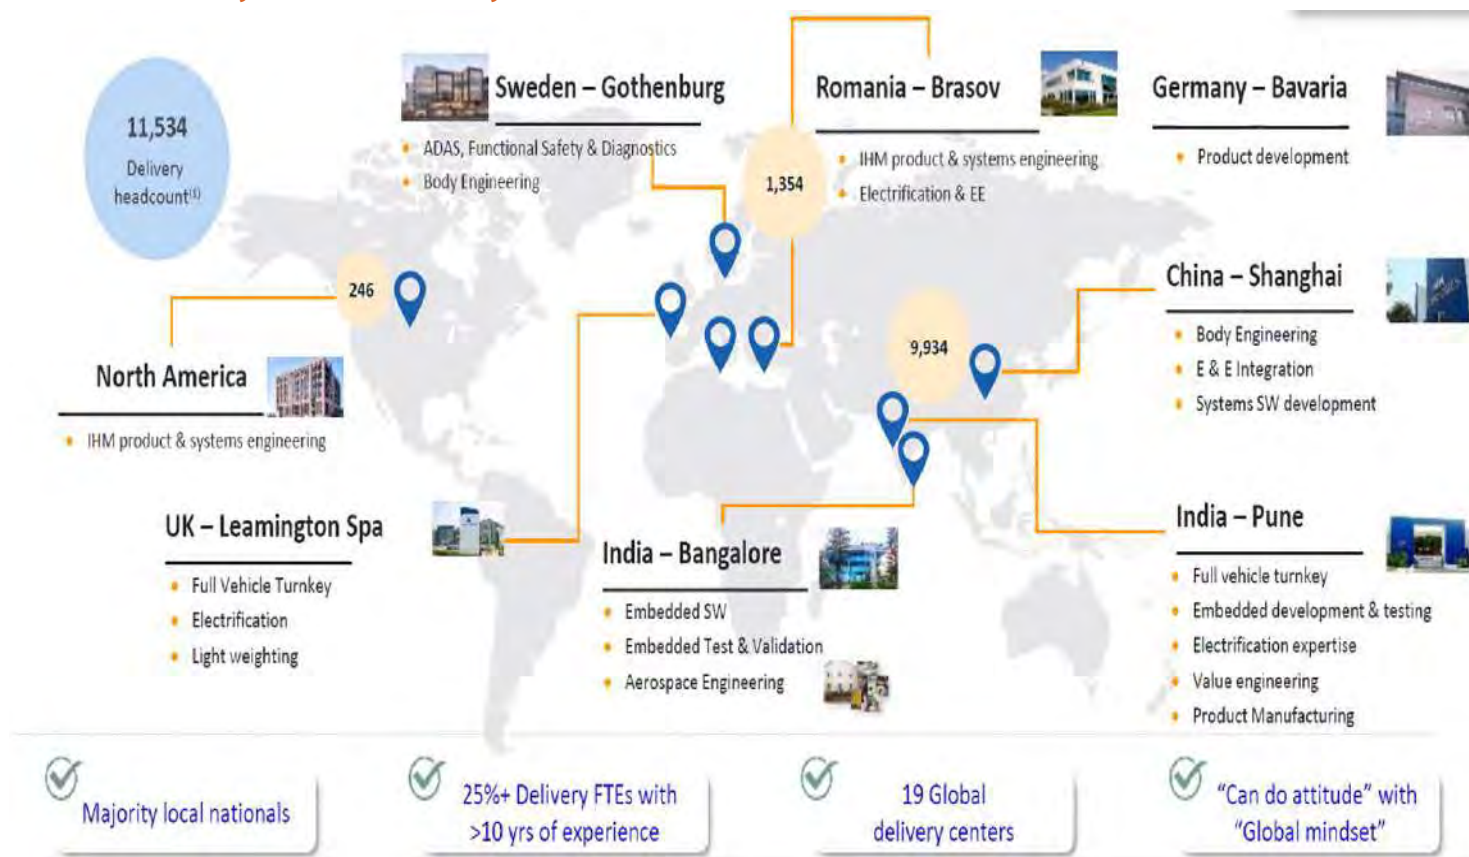 11,534
Delivery
headcount(1)
Sweden – Gothenburg
ADAS, Functional Safety & Diagnostics
Body Engineering
1,354
Romania – Brasov
IHM product & systems engineering
Electrification & EE
Germany – Bavaria
Product development
246
North America
IHM product & systems engineering
9,934
China – Shanghai
Body Engineering
E & E Integration
Systems SW development
UK – Leamington Spa
Full Vehicle Turnkey
Electrification
Light weighting
India – Bangalore
Embedded SW
Embedded Test & Validation
Aerospace Engineering
India – Pune
Full vehicle turnkey
Embedded development & testing
Electrification expertise
Value engineering
Product Manufacturing
Majority local nationals
25%+ Delivery FTEs with
>10 yrs of experience
19 Global
delivery centers
“Can do attitude” with
“Global mindset”